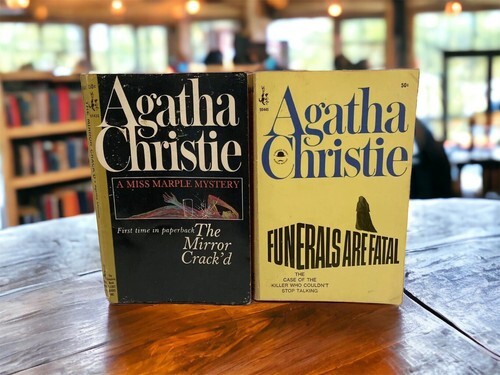 Agatha
Christie
A MISS MARPLE MYSTERY
First time in paperback The
Mirror
Crack'd
50¢
Agatha
Christie
FUNERALS ARE FATAL
THE
CASE OF THE
KILLER WHO COULDN'T
STOP TALKING